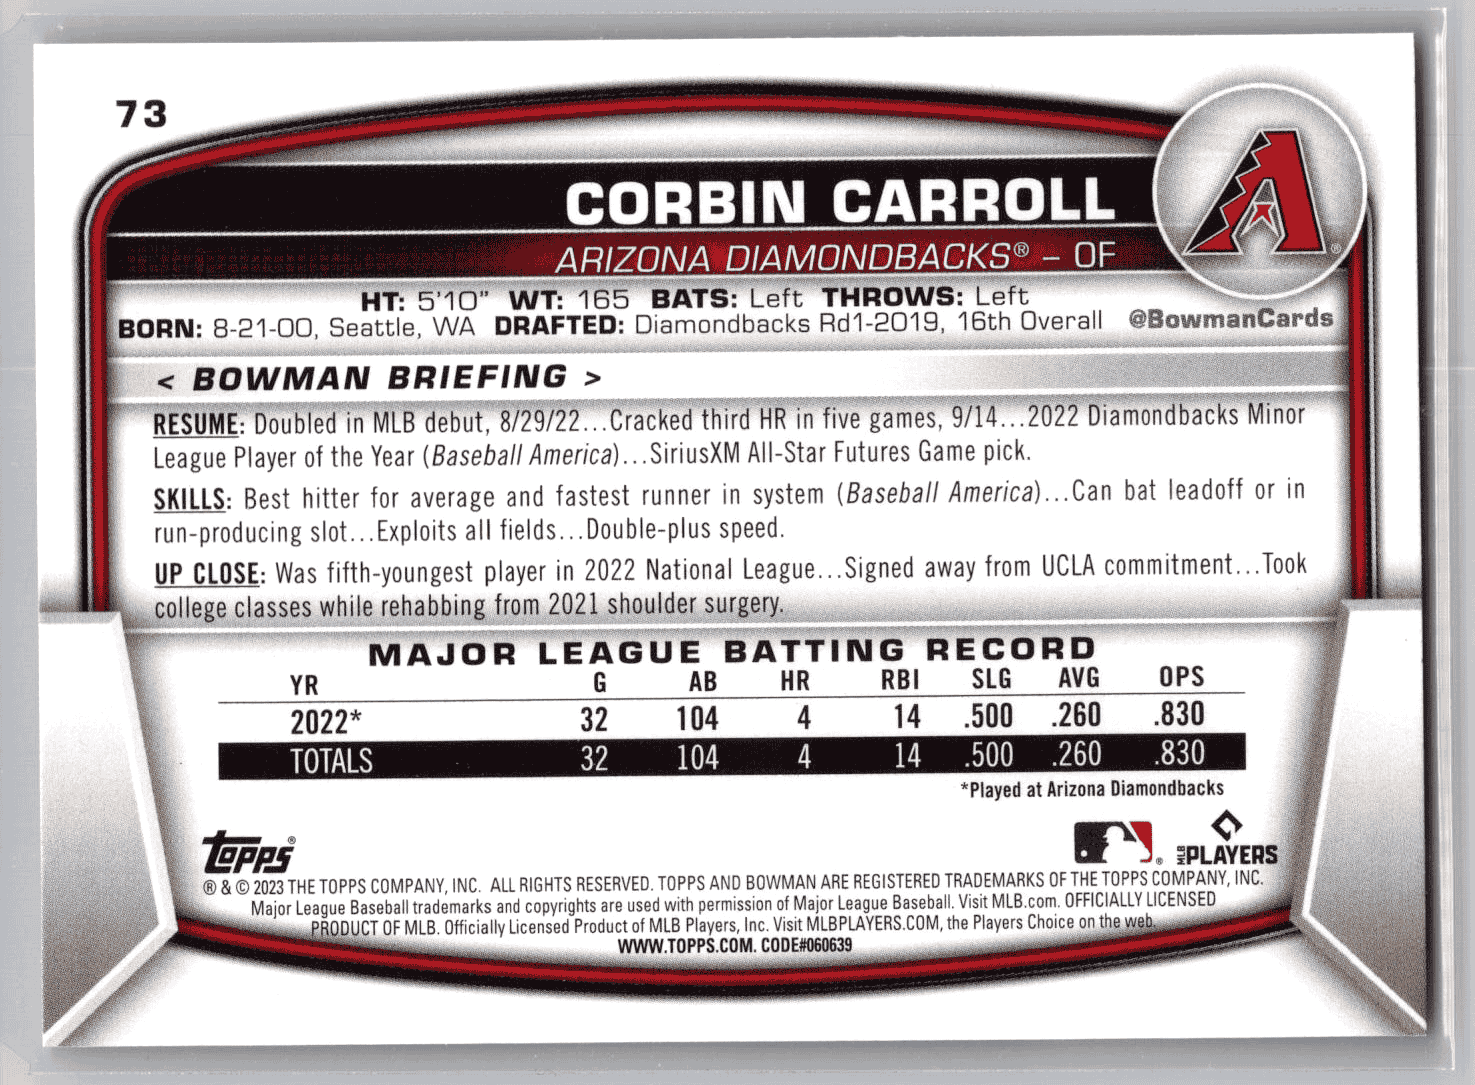 73
CORBIN CARROLL
ARIZONA DIAMONDBACKS® – OF
HT: 5'10" WT: 165 BATS: Left THROWS: Left
BORN: 8-21-00, Seattle, WA DRAFTED: Diamondbacks Rd1-2019, 16th Overall @BowmanCards
< BOWMAN BRIEFING >
RESUME: Doubled in MLB debut, 8/29/22...Cracked third HR in five games, 9/14...2022 Diamondbacks Minor
League Player of the Year (Baseball America)...SiriusXM All-Star Futures Game pick.
SKILLS: Best hitter for average and fastest runner in system (Baseball America)...Can bat leadoff or in
run-producing slot...Exploits all fields...Double-plus speed.
UP CLOSE: Was fifth-youngest player in 2022 National League...Signed away from UCLA commitment...Took
college classes while rehabbing from 2021 shoulder surgery.
MAJOR LEAGUE BATTING RECORD
YR G AB HR RBI SLG AVG OPS
2022* 32 104 4 14 .500 .260 .830
TOTALS 32 104 4 14 .500 .260 .830
*Played at Arizona Diamondbacks
Topps® ® MLB PLAYERS
® & © 2023 THE TOPPS COMPANY, INC. ALL RIGHTS RESERVED. TOPPS AND BOWMAN ARE REGISTERED TRADEMARKS OF THE TOPPS COMPANY, INC.
Major League Baseball trademarks and copyrights are used with permission of Major League Baseball. Visit MLB.com. OFFICIALLY LICENSED
PRODUCT OF MLB. Officially Licensed Product of MLB Players, Inc. Visit MLBPLAYERS.COM, the Players Choice on the web.
WWW.TOPPS.COM. CODE#060639